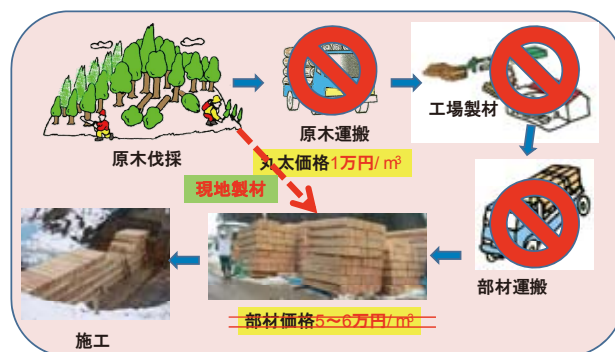 原木伐採
原木運搬
工場製材
丸太価格1万円/㎥
現地製材
部材運搬
部材価格5～6万円/㎥
施工